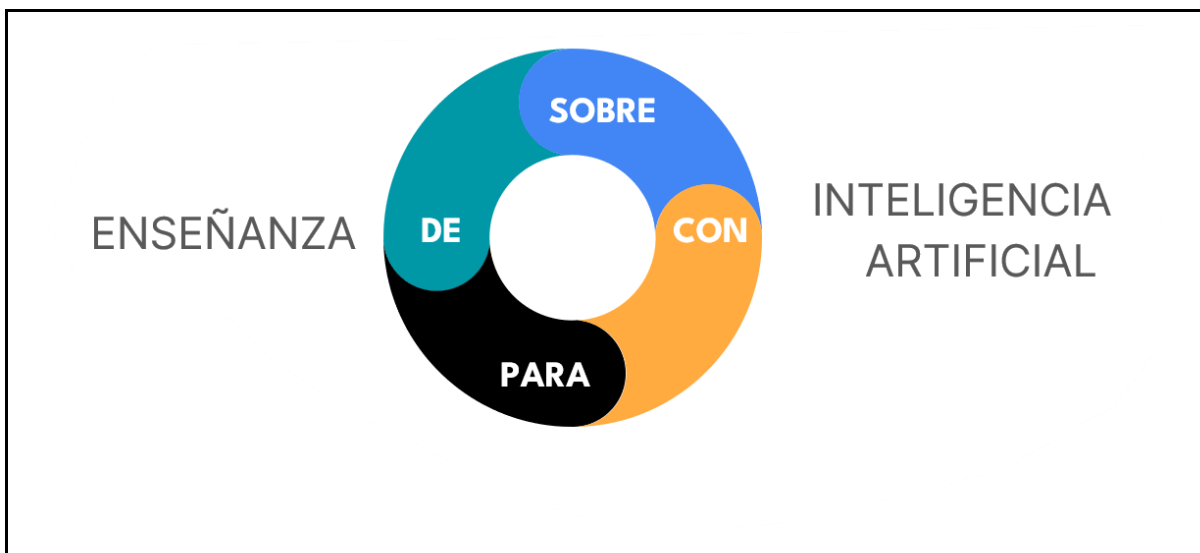 SOBRE
ENSEÑANZA
DE
CON
PARA
INTELIGENCIA
ARTIFICIAL